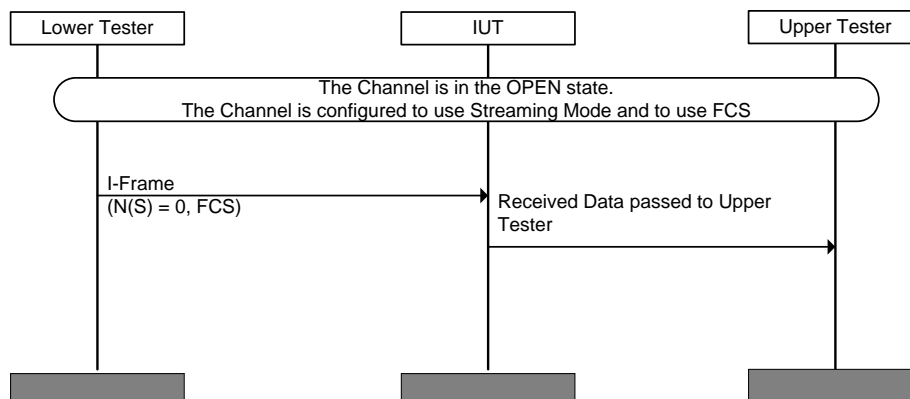 Lower Tester
IUT
Upper Tester
The Channel is in the OPEN state.
The Channel is configured to use Streaming Mode and to use FCS
I-Frame
(N(S) = 0, FCS)
Received Data passed to Upper
Tester